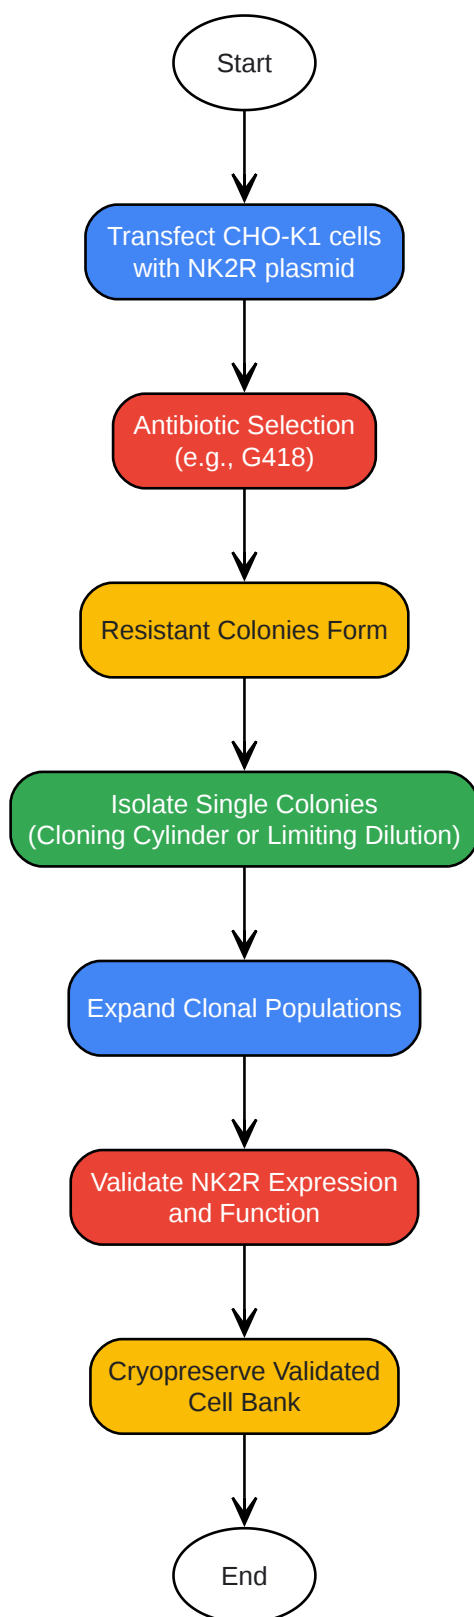 Start
Transfect CHO-K1 cells
with NK2R plasmid
Antibiotic Selection
(e.g., G418)
Resistant Colonies Form
Isolate Single Colonies
(Cloning Cylinder or Limiting Dilution)
Expand Clonal Populations
Validate NK2R Expression
and Function
Cryopreserve Validated
Cell Bank
End